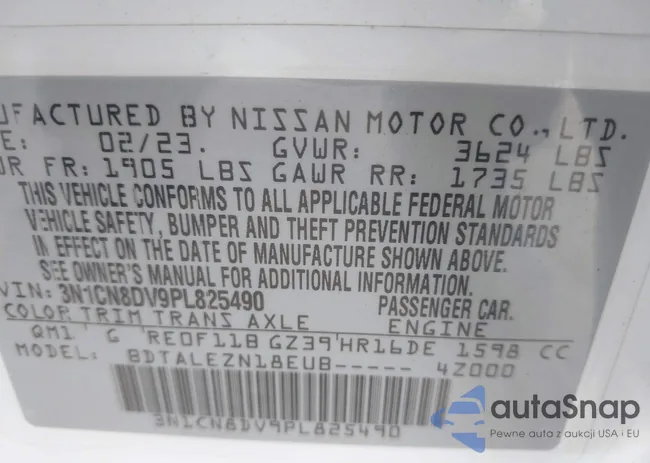 UFACTURED BY NISSAN MOTOR CO., LTD.
E: 02/23. GVWR: 3624 LBS
UR FR: 1905 LBS GAWR RR: 1735 LBS
THIS VEHICLE CONFORMS TO ALL APPLICABLE FEDERAL MOTOR
VEHICLE SAFETY, BUMPER AND THEFT PREVENTION STANDARDS
IN EFFECT ON THE DATE OF MANUFACTURE SHOWN ABOVE.
SEE OWNER'S MANUAL FOR ADDITIONAL INFORMATION.
VIN: 3N1CN8DV9PL825490 PASSENGER CAR.
COLOR TRIM TRANS AXLE ENGINE
QM1 G RE0F11B GZ39 HR16DE 1598 CC
MODEL BDTALEZN18EUB----- 4Z000
3N1CN8DV9PL825490
autaSnap
Pewne auta z aukcji USA i EU